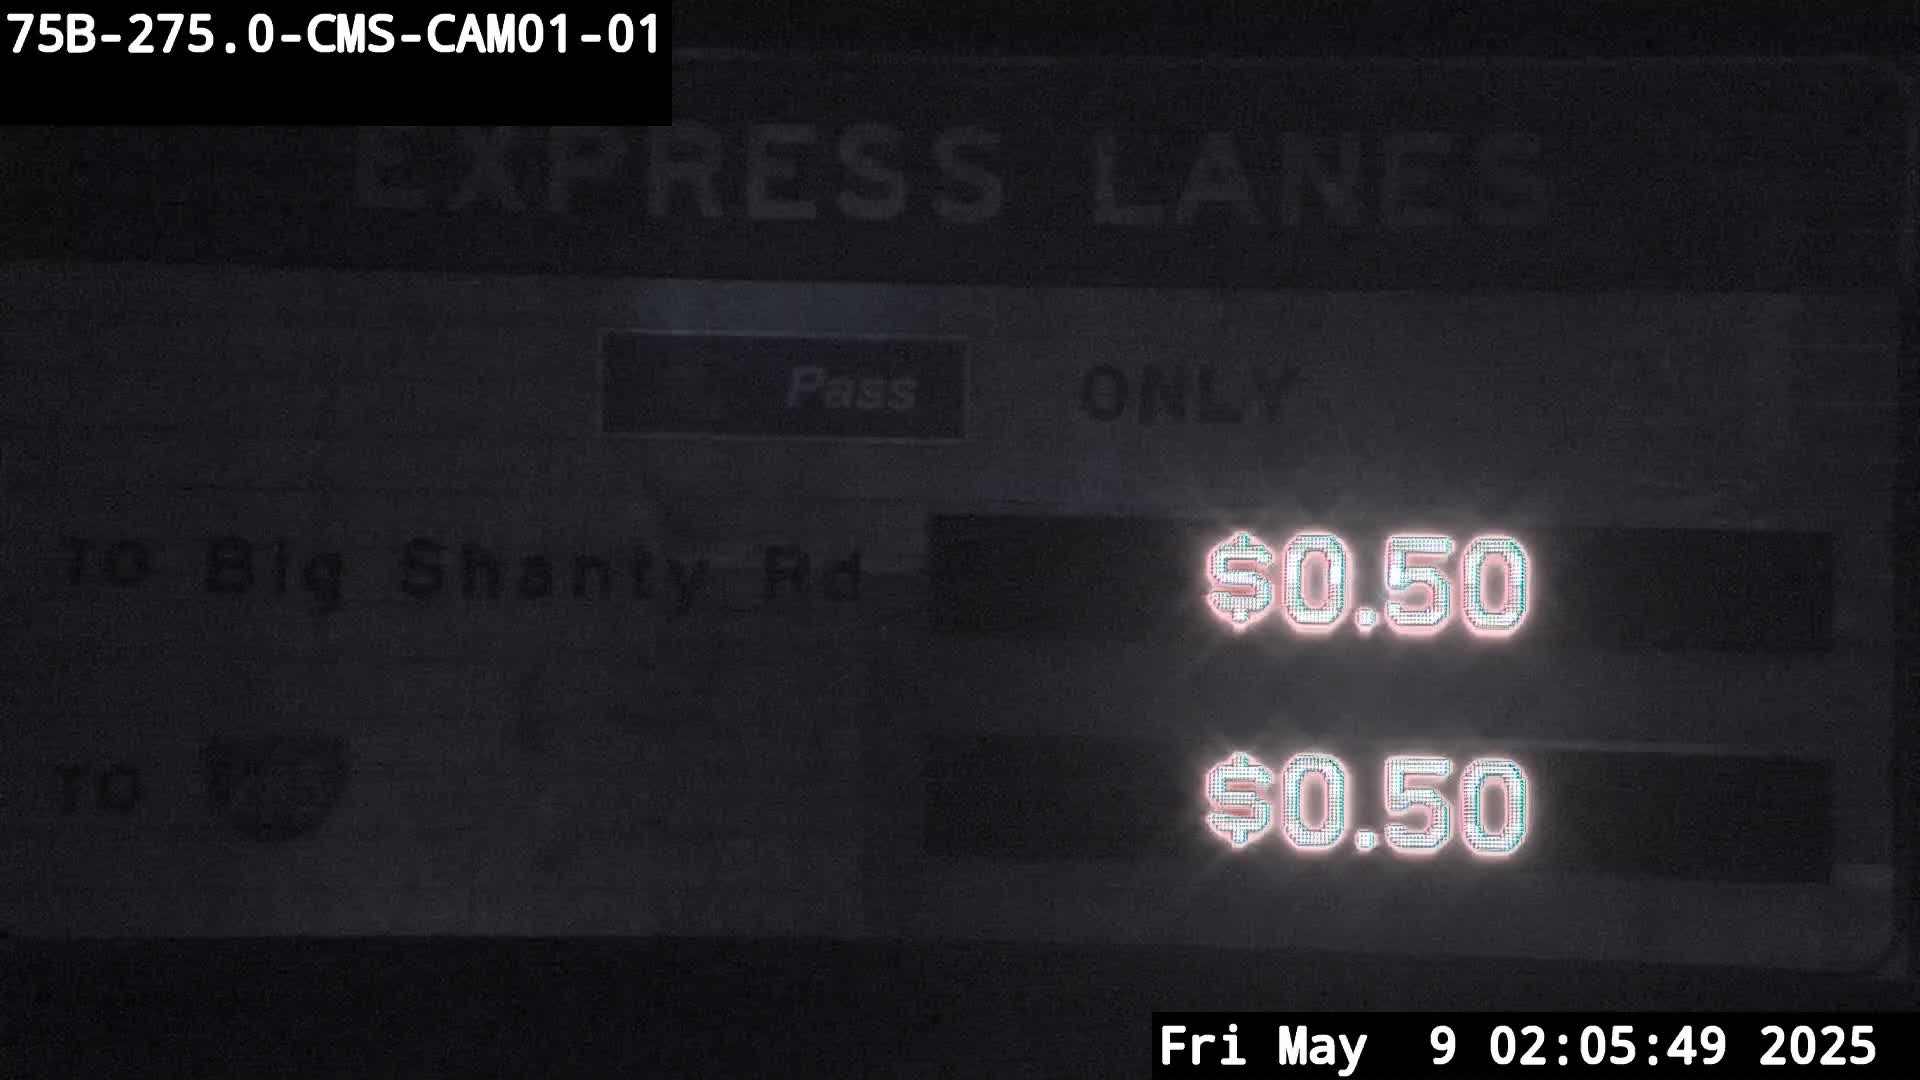 75B-275.0-CMS-CAM01-01
EXPRESS LANES
Pass ONLY
TO Big Shanty Rd $0.50
TO $0.50
Fri May 9 02:05:49 2025